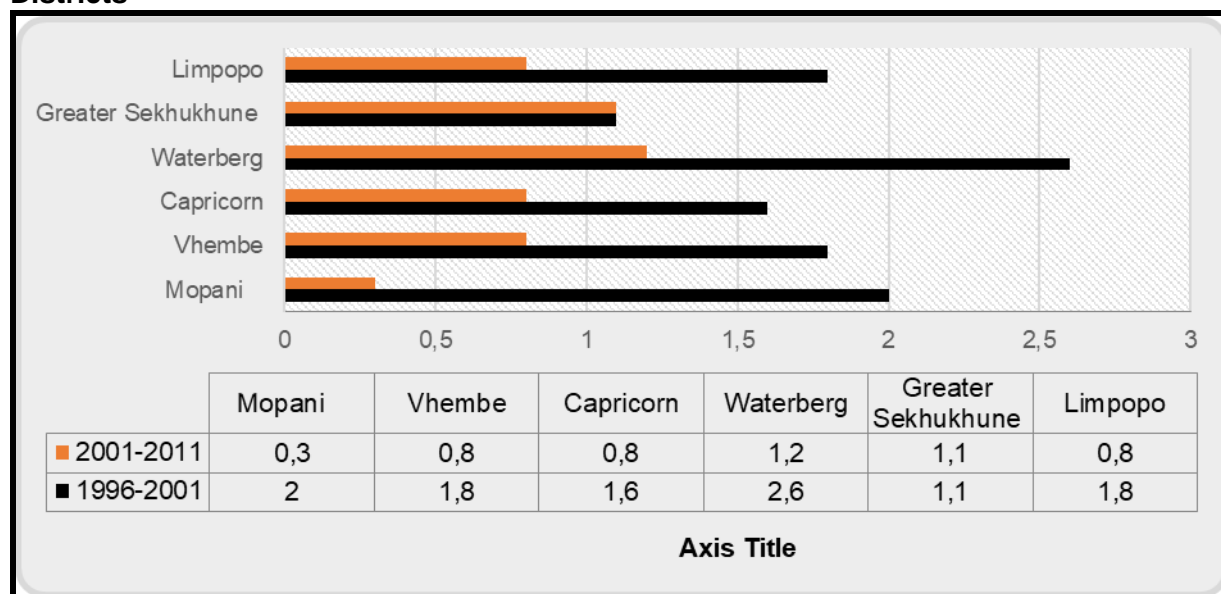 Districts
Limpopo
Greater Sekhukhune
Waterberg
Capricorn
Vhembe
Mopani
0 0,5 1 1,5 2 2,5 3
Mopani Vhembe Capricorn Waterberg Greater Sekhukhune Limpopo
2001-2011 0,3 0,8 0,8 1,2 1,1 0,8
1996-2001 2 1,8 1,6 2,6 1,1 1,8
Axis Title